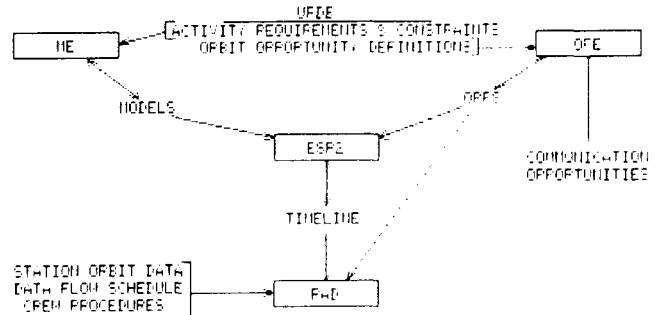 URDE
ACTIVITY REQUIREMENTS & CONSTRAINTS
ORBIT OPPORTUNITY DEFINITIONS
ME
OFE
MODELS
OPPS
ESP2
COMMUNICATION
OPPORTUNITIES
TIMELINE
STATION ORBIT DATA
DATA FLOW SCHEDULE
CREW PROCEDURES
PAD